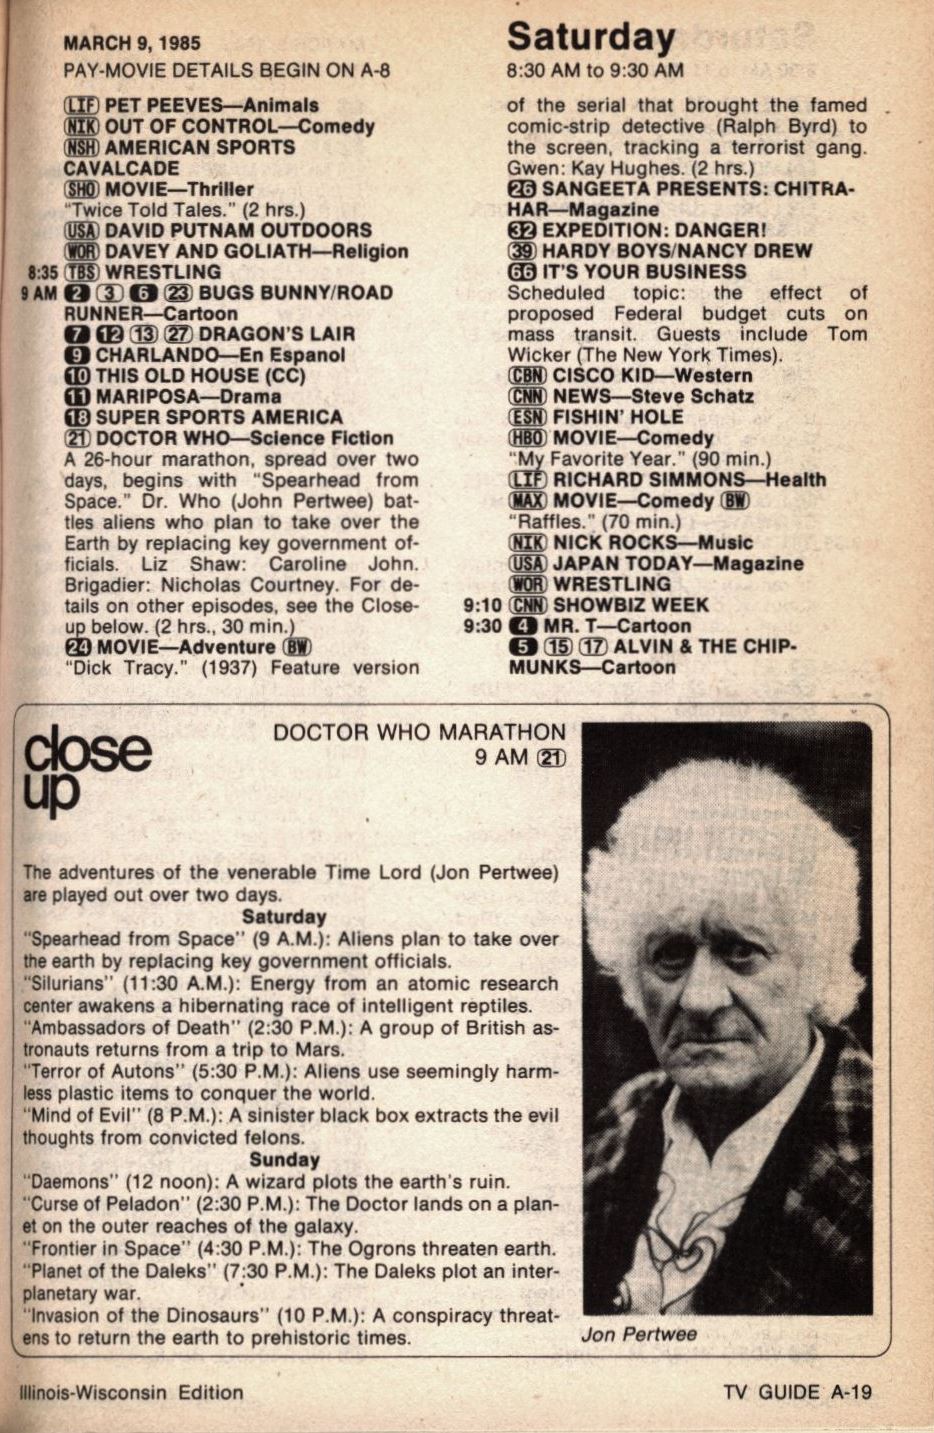 MARCH 9, 1985
PAY-MOVIE DETAILS BEGIN ON A-8
Saturday
8:30 AM to 9:30 AM
LIF PET PEEVES—Animals
NIK OUT OF CONTROL—Comedy
NSH AMERICAN SPORTS
CAVALCADE
SHO MOVIE—Thriller
"Twice Told Tales." (2 hrs.)
USA DAVID PUTNAM OUTDOORS
WOR DAVEY AND GOLIATH—Religion
8:35 TBS WRESTLING
9 AM 2 3 6 23 BUGS BUNNY/ROAD
RUNNER—Cartoon
7 12 13 27 DRAGON'S LAIR
9 CHARLANDO—En Espanol
10 THIS OLD HOUSE (CC)
11 MARIPOSA—Drama
18 SUPER SPORTS AMERICA
21 DOCTOR WHO—Science Fiction
A 26-hour marathon, spread over two
days, begins with "Spearhead from
Space." Dr. Who (John Pertwee) bat-
tles aliens who plan to take over the
Earth by replacing key government of-
ficials. Liz Shaw: Caroline John.
Brigadier: Nicholas Courtney. For de-
tails on other episodes, see the Close-
up below. (2 hrs., 30 min.)
24 MOVIE—Adventure BW
"Dick Tracy." (1937) Feature version
of the serial that brought the famed
comic-strip detective (Ralph Byrd) to
the screen, tracking a terrorist gang.
Gwen: Kay Hughes. (2 hrs.)
26 SANGEETA PRESENTS: CHITRA-
HAR—Magazine
32 EXPEDITION: DANGER!
39 HARDY BOYS/NANCY DREW
66 IT'S YOUR BUSINESS
Scheduled topic: the effect of
proposed Federal budget cuts on
mass transit. Guests include Tom
Wicker (The New York Times).
CBN CISCO KID—Western
CNN NEWS—Steve Schatz
ESN FISHIN' HOLE
HBO MOVIE—Comedy
"My Favorite Year." (90 min.)
LIF RICHARD SIMMONS—Health
MAX MOVIE—Comedy BW
"Raffles." (70 min.)
NIK NICK ROCKS—Music
USA JAPAN TODAY—Magazine
WOR WRESTLING
9:10 CNN SHOWBIZ WEEK
9:30 4 MR. T—Cartoon
5 15 17 ALVIN & THE CHIP-
MUNKS—Cartoon
close
up
DOCTOR WHO MARATHON
9 AM 21
The adventures of the venerable Time Lord (Jon Pertwee)
are played out over two days.
Saturday
"Spearhead from Space" (9 A.M.): Aliens plan to take over
the earth by replacing key government officials.
"Silurians" (11:30 A.M.): Energy from an atomic research
center awakens a hibernating race of intelligent reptiles.
"Ambassadors of Death" (2:30 P.M.): A group of British as-
tronauts returns from a trip to Mars.
"Terror of Autons" (5:30 P.M.): Aliens use seemingly harm-
less plastic items to conquer the world.
"Mind of Evil" (8 P.M.): A sinister black box extracts the evil
thoughts from convicted felons.
Sunday
"Daemons" (12 noon): A wizard plots the earth's ruin.
"Curse of Peladon" (2:30 P.M.): The Doctor lands on a plan-
et on the outer reaches of the galaxy.
"Frontier in Space" (4:30 P.M.): The Ogrons threaten earth.
"Planet of the Daleks" (7:30 P.M.): The Daleks plot an inter-
planetary war.
"Invasion of the Dinosaurs" (10 P.M.): A conspiracy threat-
ens to return the earth to prehistoric times.
Jon Pertwee
Illinois-Wisconsin Edition
TV GUIDE A-19